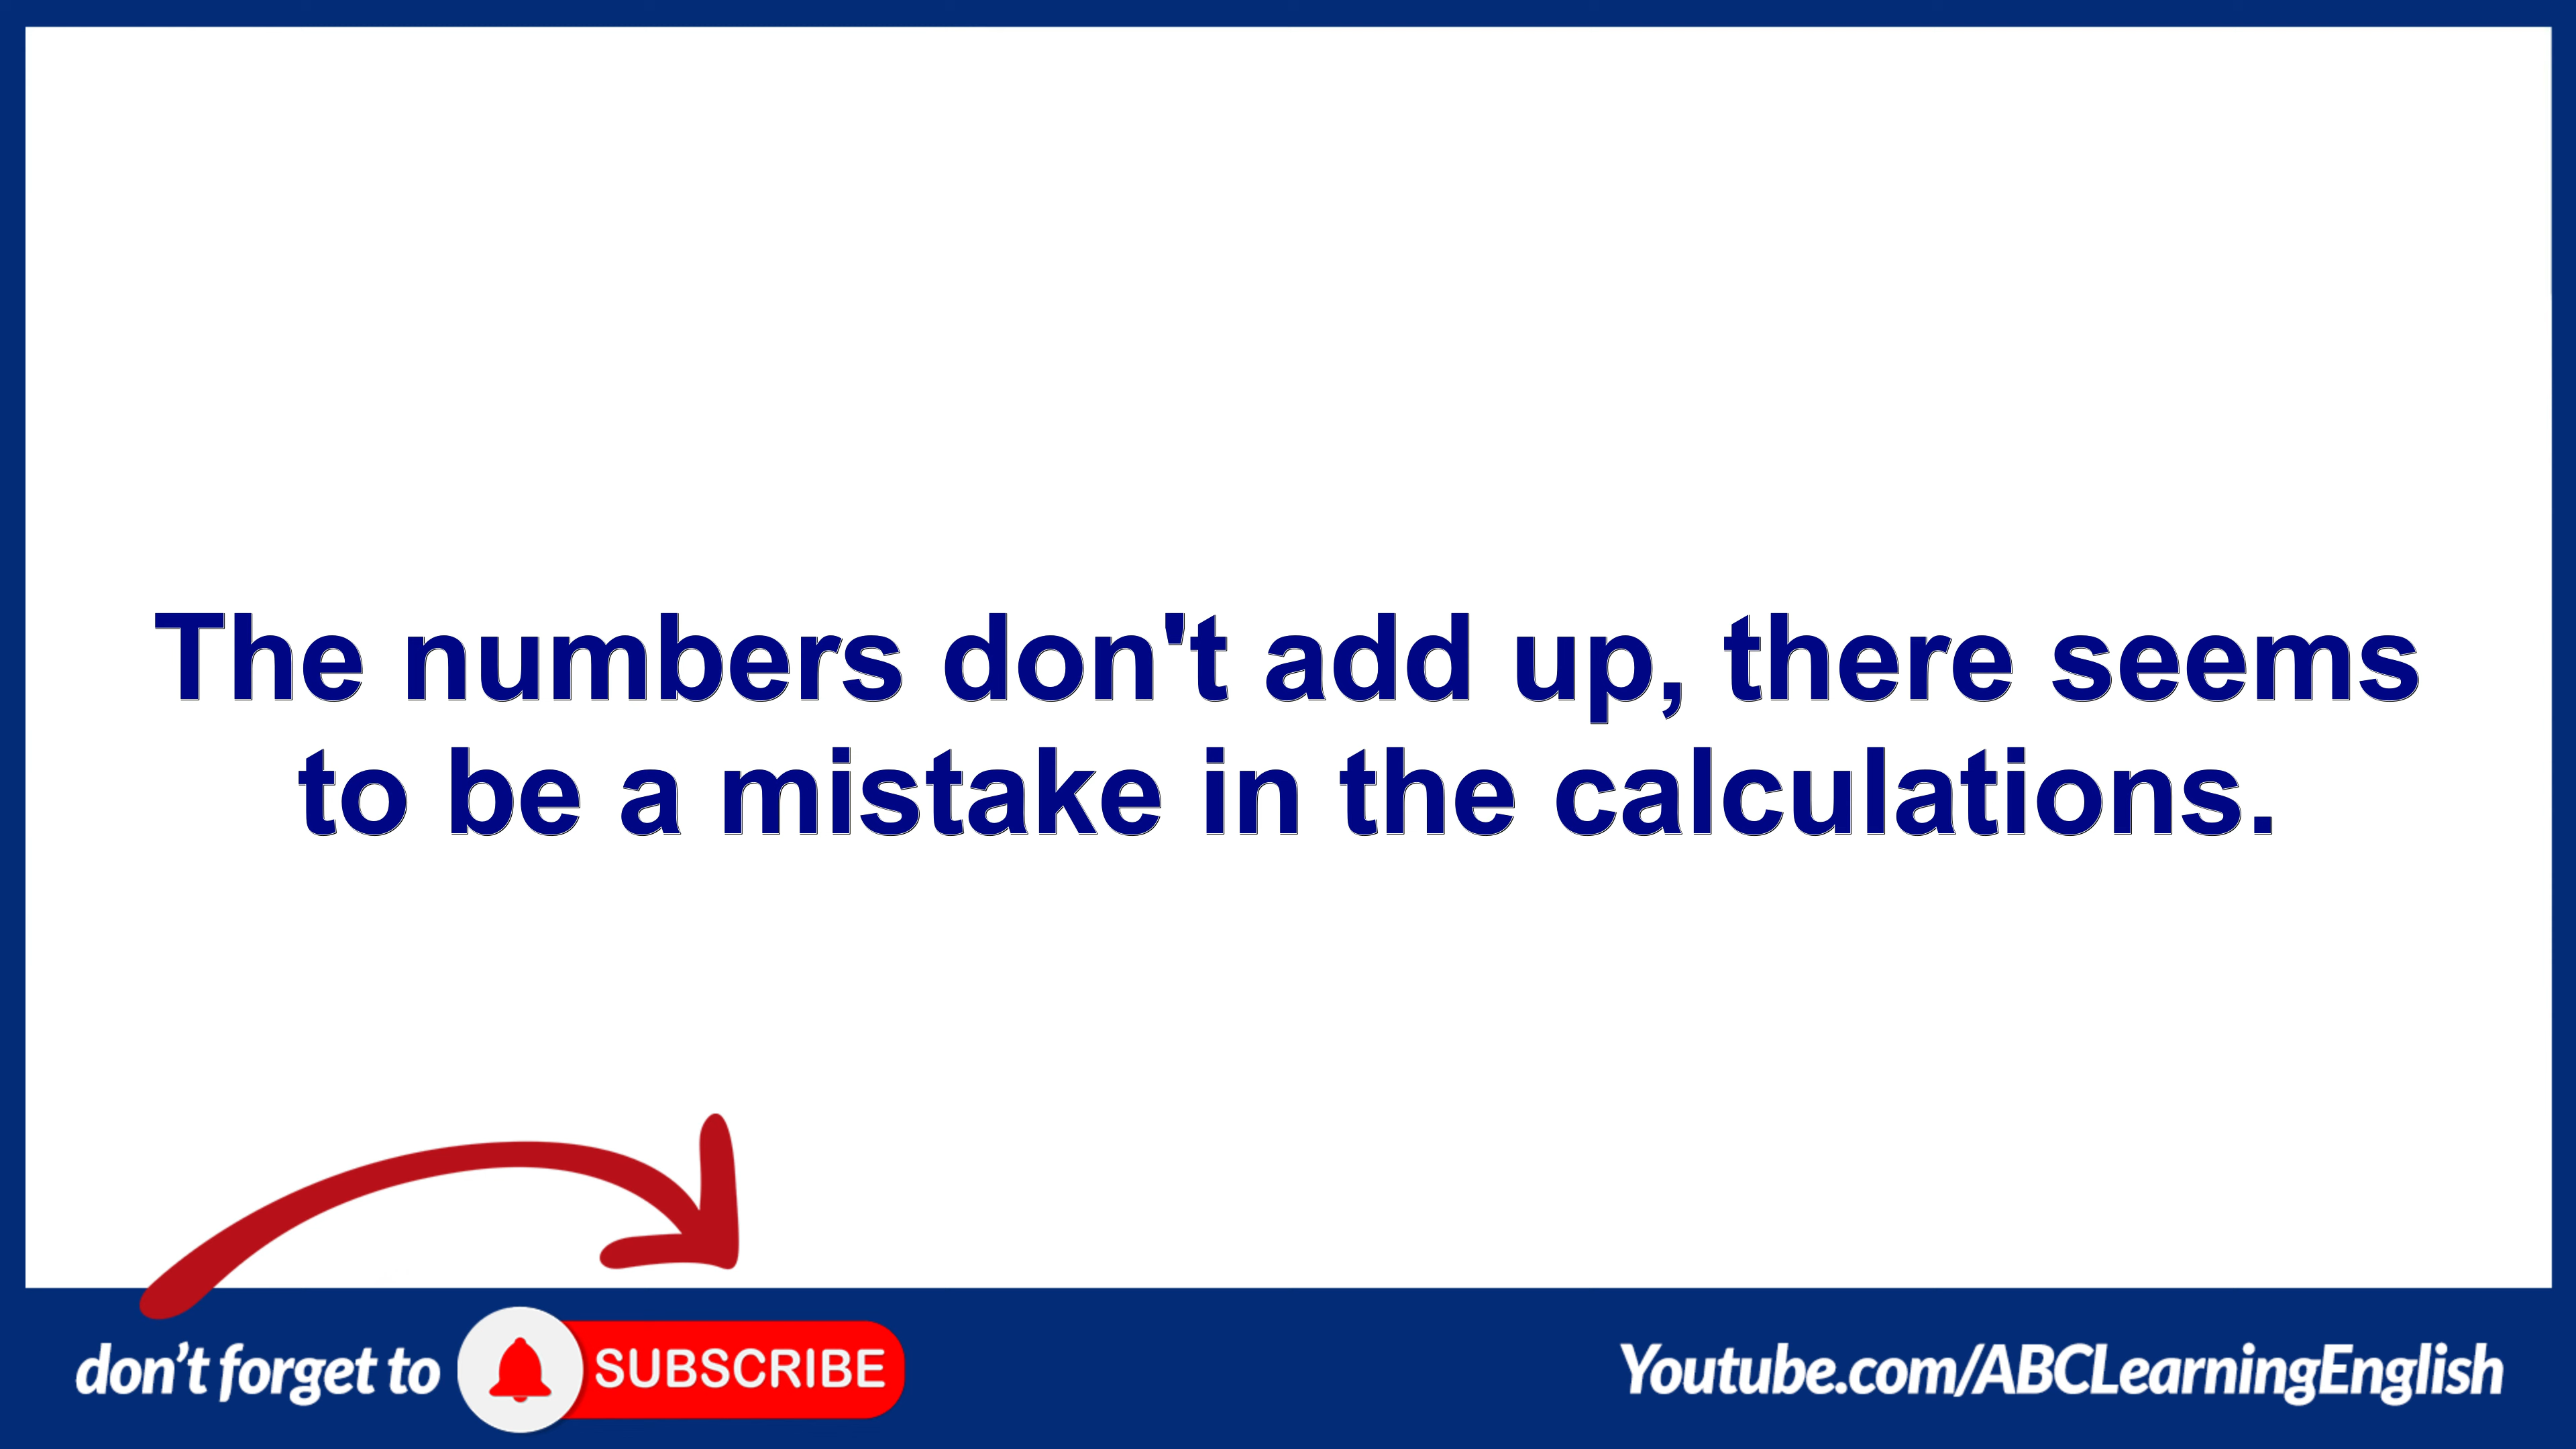 The numbers don't add up, there seems
to be a mistake in the calculations.
don’t forget to SUBSCRIBE
Youtube.com/ABCLearningEnglish